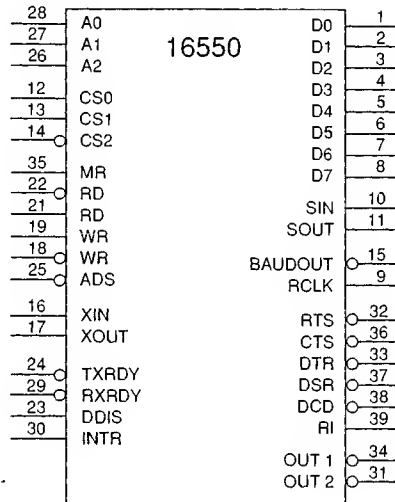 16550
28 A0
27 A1
26 A2
12 CS0
13 CS1
14 CS2
35 MR
22 RD
21 RD
19 WR
18 WR
25 ADS
16 XIN
17 XOUT
24 TXRDY
29 RXRDY
23 DDIS
30 INTR
D0 1
D1 2
D2 3
D3 4
D4 5
D5 6
D6 7
D7 8
SIN 10
SOUT 11
BAUDOUT 15
RCLK 9
RTS 32
CTS 36
DTR 33
DSR 37
DCD 38
RI 39
OUT 1 34
OUT 2 31